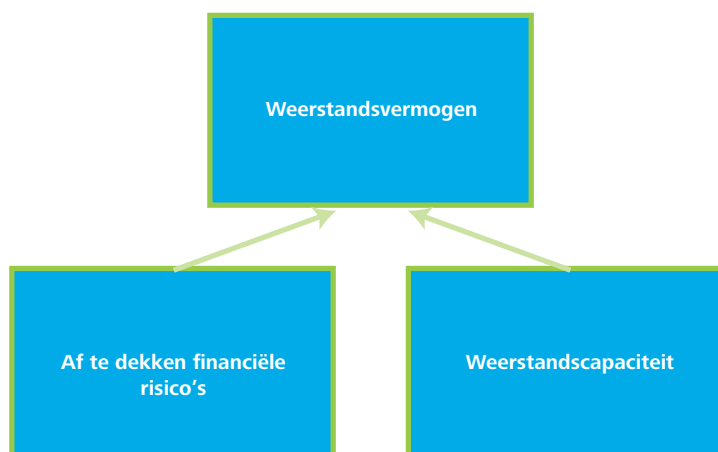 Weerstandsvermogen
Af te dekken financiële
risico’s
Weerstandscapaciteit